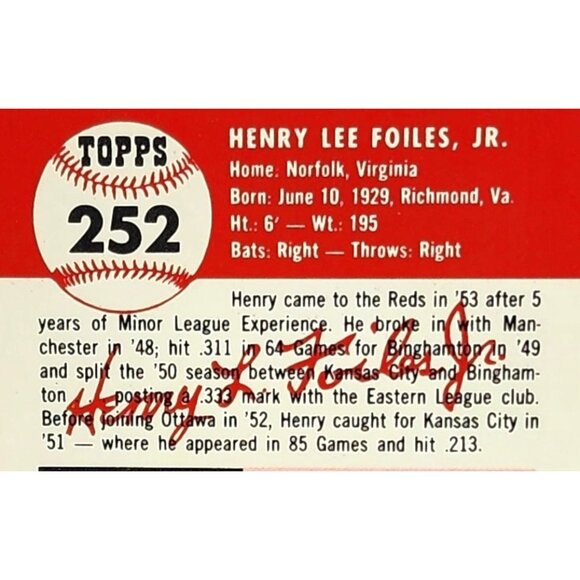 TOPPS
252
HENRY LEE FOILES, JR.
Home: Norfolk, Virginia
Born: June 10, 1929, Richmond, Va.
Ht.: 6' — Wt.: 195
Bats: Right — Throws: Right
Henry came to the Reds in '53 after 5
years of Minor League Experience. He broke in with Man-
chester in '48; hit .311 in 64 Games for Binghamton in '49
and split the '50 season between Kansas City and Bingham-
ton . . . posting a .333 mark with the Eastern League club.
Before joining Ottawa in '52, Henry caught for Kansas City in
'51 — where he appeared in 85 Games and hit .213.
Henry L. Foiles Jr.